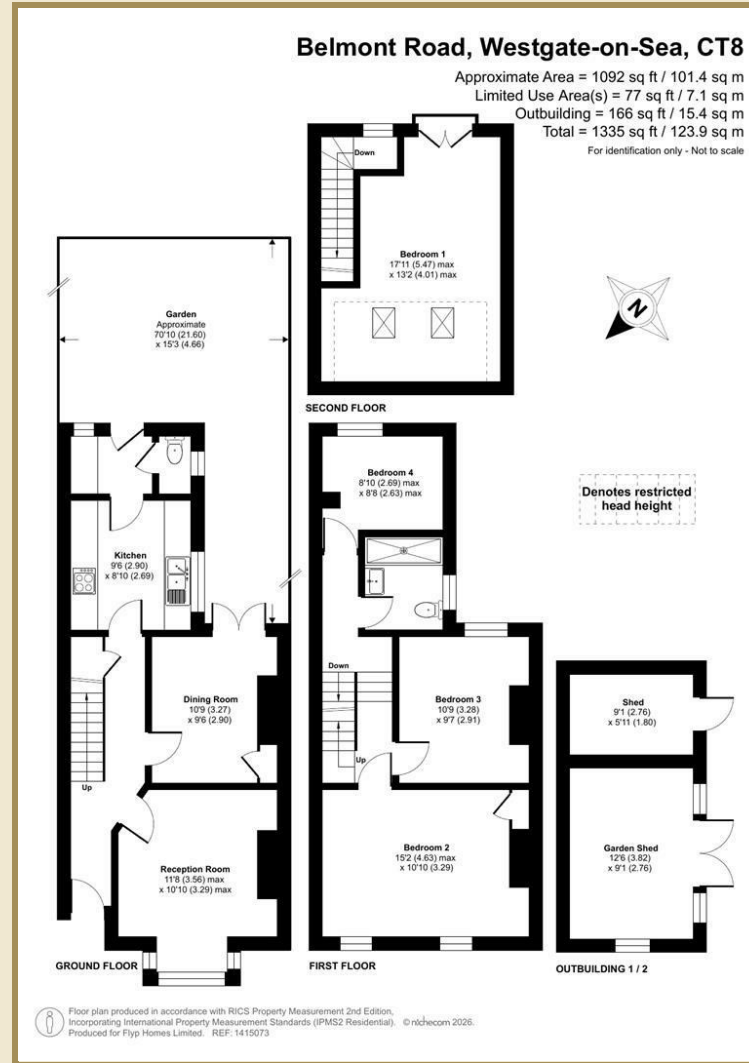 Belmont Road, Westgate-on-Sea, CT8
Approximate Area = 1092 sq ft / 101.4 sq m
Limited Use Area(s) = 77 sq ft / 7.1 sq m
Outbuilding = 166 sq ft / 15.4 sq m
Total = 1335 sq ft / 123.9 sq m
For identification only - Not to scale
Down
Bedroom 1
17'11 (5.47) max
x 13'2 (4.01) max
SECOND FLOOR
N
Garden
Approximate
70'10 (21.60)
x 15'3 (4.66)
Kitchen
9'6 (2.90)
x 8'10 (2.69)
Dining Room
10'9 (3.27)
x 9'6 (2.90)
Up
Reception Room
11'8 (3.56) max
x 10'10 (3.29) max
GROUND FLOOR
Bedroom 4
8'10 (2.69) max
x 8'8 (2.63) max
Down
Bedroom 3
10'9 (3.28)
x 9'7 (2.91)
Up
Bedroom 2
15'2 (4.63) max
x 10'10 (3.29)
FIRST FLOOR
Denotes restricted
head height
Shed
9'1 (2.76)
x 5'11 (1.80)
Garden Shed
12'6 (3.82)
x 9'1 (2.76)
OUTBUILDING 1 / 2
Floor plan produced in accordance with RICS Property Measurement 2nd Edition,
Incorporating International Property Measurement Standards (IPMS2 Residential). © nichecom 2026.
Produced for Flyp Homes Limited. REF: 1415073